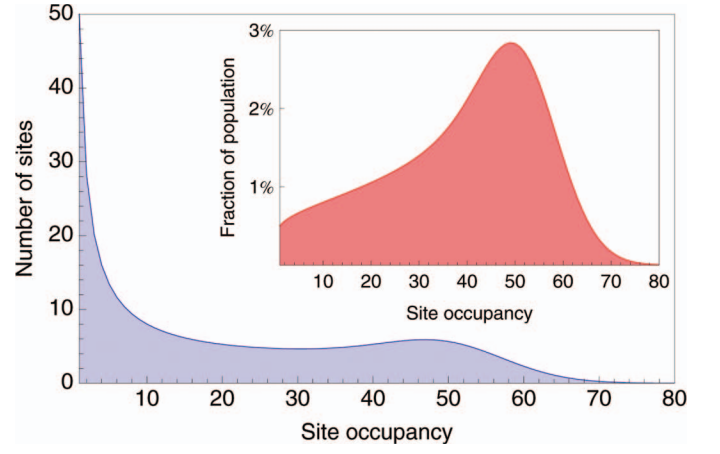 50
40
30
20
10
0
Number of sites
10 20 30 40 50 60 70 80
Site occupancy
3%
2%
1%
Fraction of population
10 20 30 40 50 60 70 80
Site occupancy